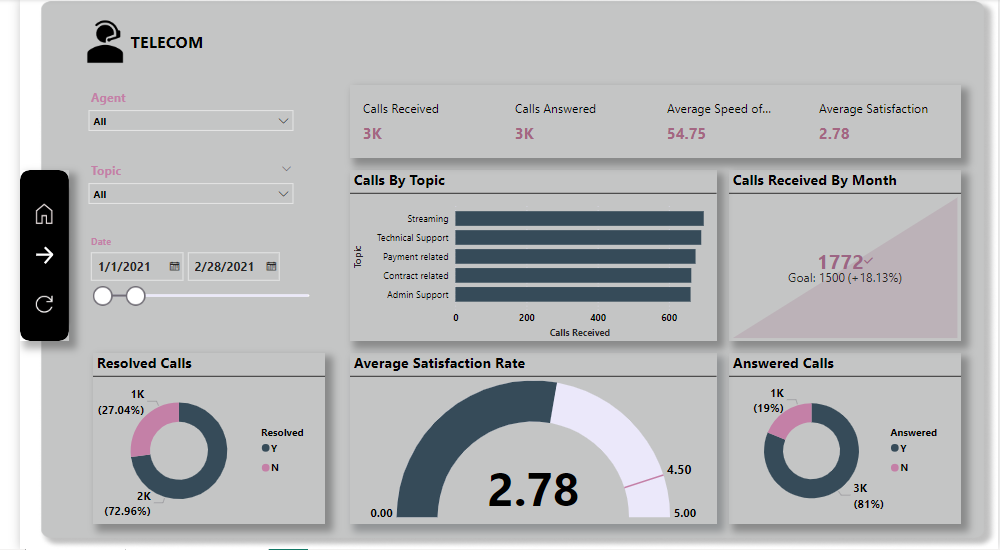 TELECOM
Agent
All
Topic
All
Date
1/1/2021
2/28/2021
Calls Received
3K
Calls Answered
3K
Average Speed of...
54.75
Average Satisfaction
2.78
Calls By Topic
Topic
Streaming
Technical Support
Payment related
Contract related
Admin Support
0
200
400
600
Calls Received
Calls Received By Month
1772
Goal: 1500 (+18.13%)
Resolved Calls
1K
(27.04%)
2K
(72.96%)
Resolved
Y
N
Average Satisfaction Rate
2.78
0.00
4.50
5.00
Answered Calls
1K
(19%)
3K
(81%)
Answered
Y
N